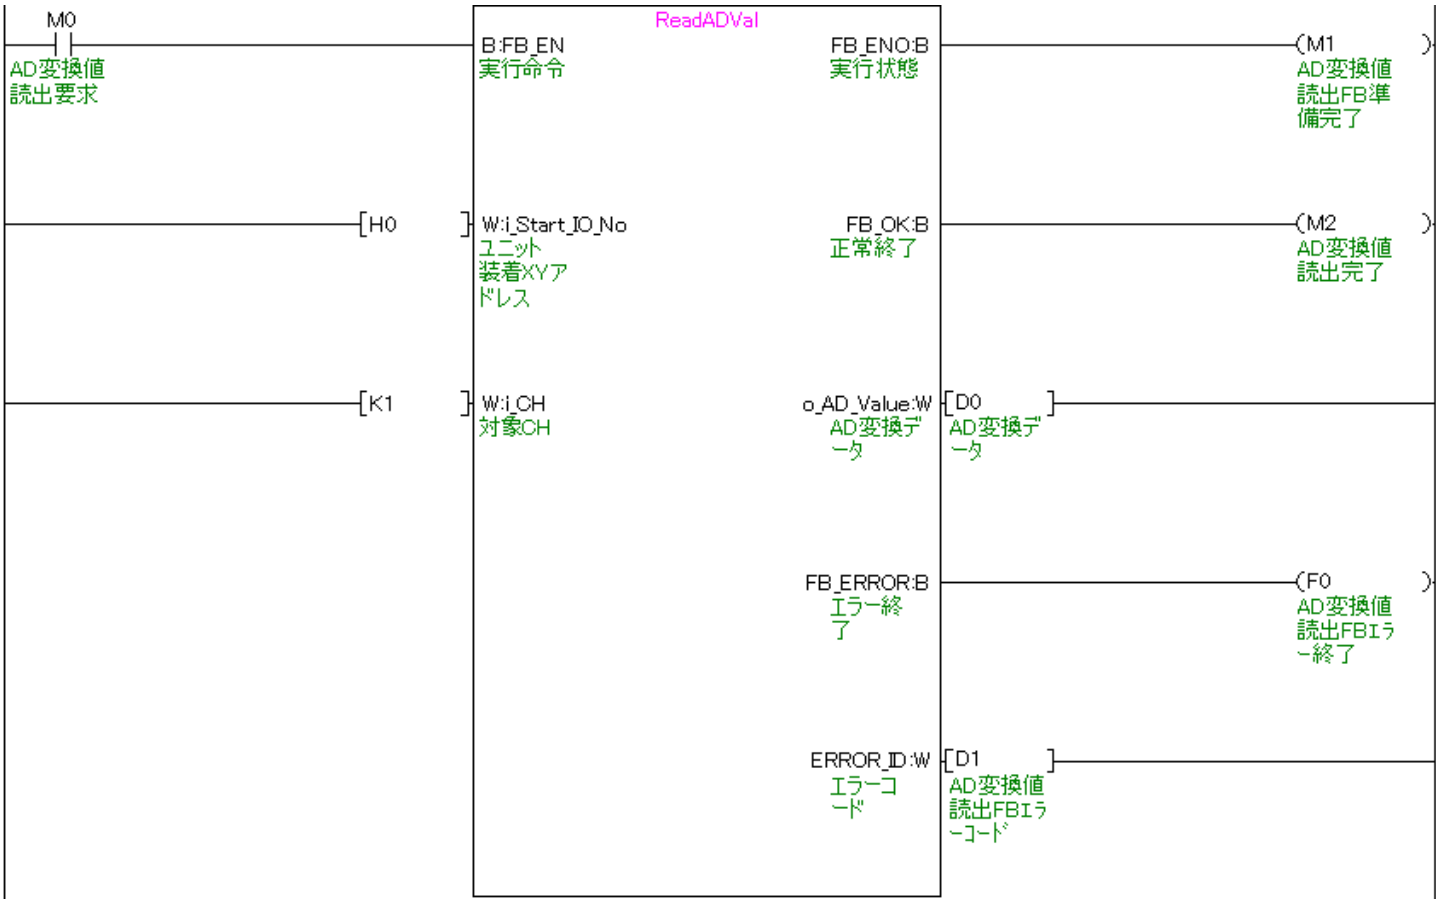 M0
AD変換値
読出要求
ReadADVal
B:FB_EN
実行命令
FB_ENO:B
実行状態
(M1 )
AD変換値
読出FB準
備完了
[H0 ]
W:i_Start_IO_No
ユニット
装着XYア
ドレス
FB_OK:B
正常終了
(M2 )
AD変換値
読出完了
[K1 ]
W:i_CH
対象CH
o_AD_Value:W
AD変換デ
ータ
[D0 ]
AD変換デ
ータ
FB_ERROR:B
エラー終
了
(F0 )
AD変換値
読出FBエラ
ー終了
ERROR_ID:W
エラーコ
ード
[D1 ]
AD変換値
読出FBエラ
ーコード